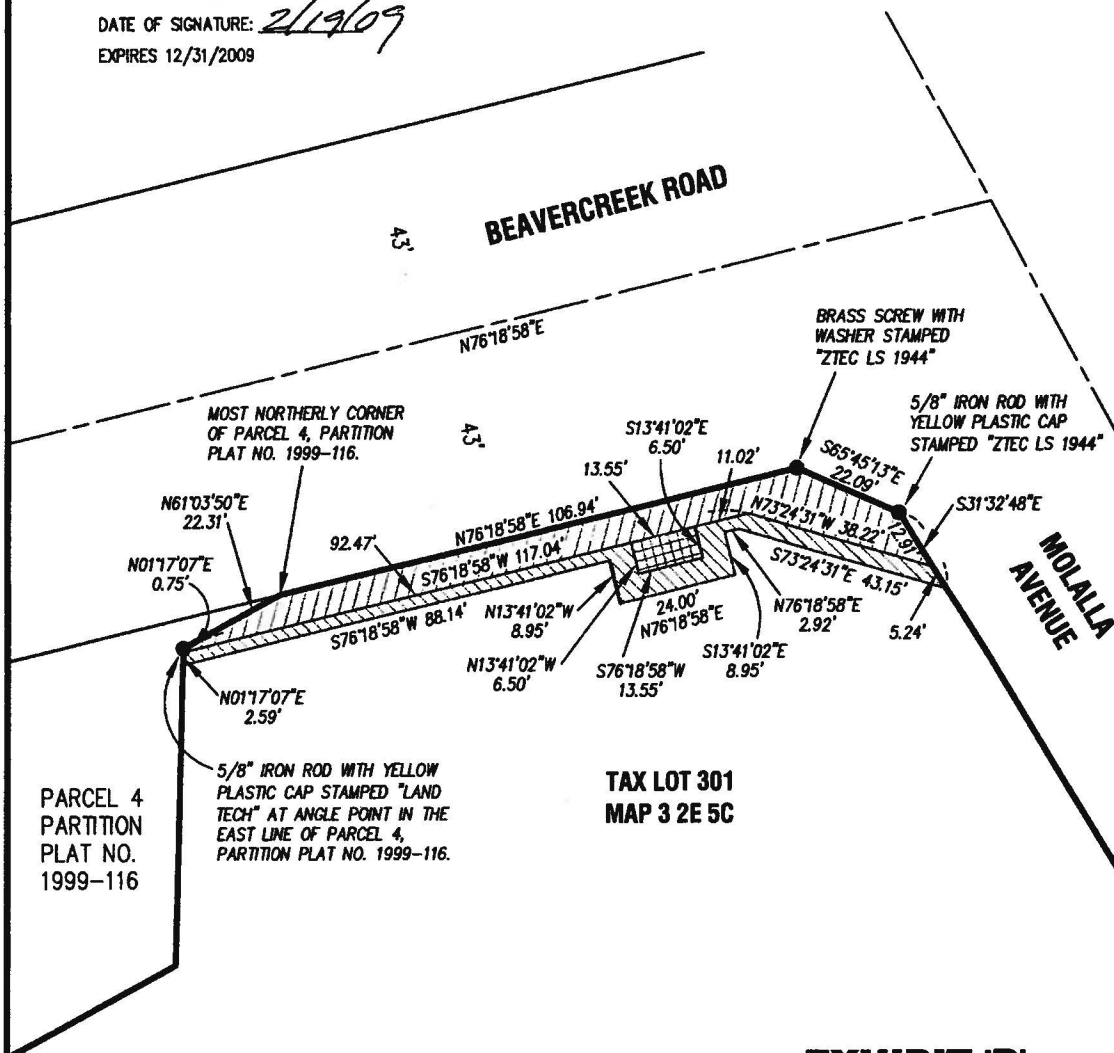 DATE OF SIGNATURE: 2/19/09
EXPIRES 12/31/2009
BEAVERCREEK ROAD
43'
N76°18'58"E
43'
BRASS SCREW WITH
WASHER STAMPED
"ZTEC LS 1944"
5/8" IRON ROD WITH
YELLOW PLASTIC CAP
STAMPED "ZTEC LS 1944"
MOST NORTHERLY CORNER
OF PARCEL 4, PARTITION
PLAT NO. 1999-116.
S13°41'02"E
6.50'
11.02'
13.55'
S65°45'13"E
22.09'
S31°32'48"E
N61°03'50"E
22.31'
N76°18'58"E 106.94'
N73°24'31"W 38.22'
12.91'
92.47'
N01°17'07"E
0.75'
S76°18'58"W 117.04'
S73°24'31"E 43.15'
MOLALLA
AVENUE
S76°18'58"W 88.14'
N13°41'02"W
8.95'
24.00'
N76°18'58"E
N76°18'58"E
2.92'
5.24'
N13°41'02"W
6.50'
S76°18'58"W
13.55'
S13°41'02"E
8.95'
N01°17'07"E
2.59'
5/8" IRON ROD WITH YELLOW
PLASTIC CAP STAMPED "LAND
TECH" AT ANGLE POINT IN THE
EAST LINE OF PARCEL 4,
PARTITION PLAT NO. 1999-116.
PARCEL 4
PARTITION
PLAT NO.
1999-116
TAX LOT 301
MAP 3 2E 5C